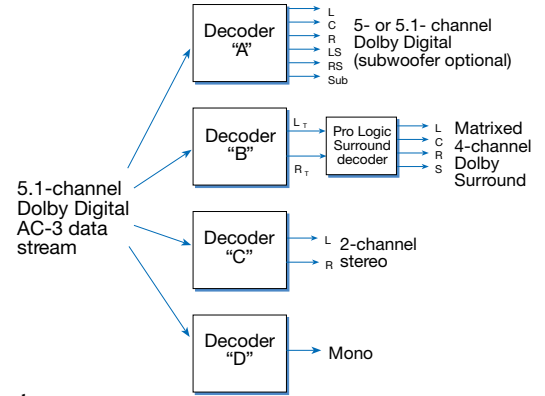 5.1-channel
Dolby Digital
AC-3 data
stream
Decoder
“A”
L
C
R
LS
RS
Sub
5- or 5.1- channel
Dolby Digital
(subwoofer optional)
Decoder
“B”
L T
R T
Pro Logic
Surround
decoder
L
C
R
S
Matrixed
4-channel
Dolby
Surround
Decoder
“C”
L
R
2-channel
stereo
Decoder
“D”
Mono